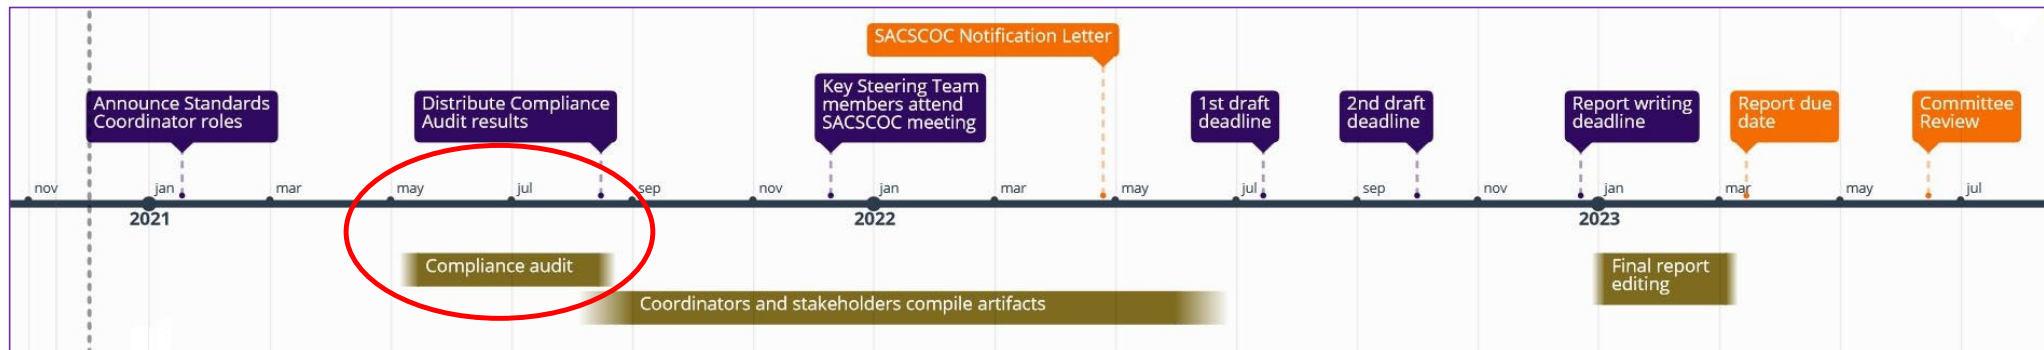 SACSCOC Notification Letter
Announce Standards
Coordinator roles
Distribute Compliance
Audit results
Key Steering Team
members attend
SACSCOC meeting
1st draft
deadline
2nd draft
deadline
Report writing
deadline
Report due
date
Committee
Review
nov jan mar may jul sep nov jan mar may jul sep nov jan mar may jul
2021 2022 2023
Compliance audit
Final report
editing
Coordinators and stakeholders compile artifacts